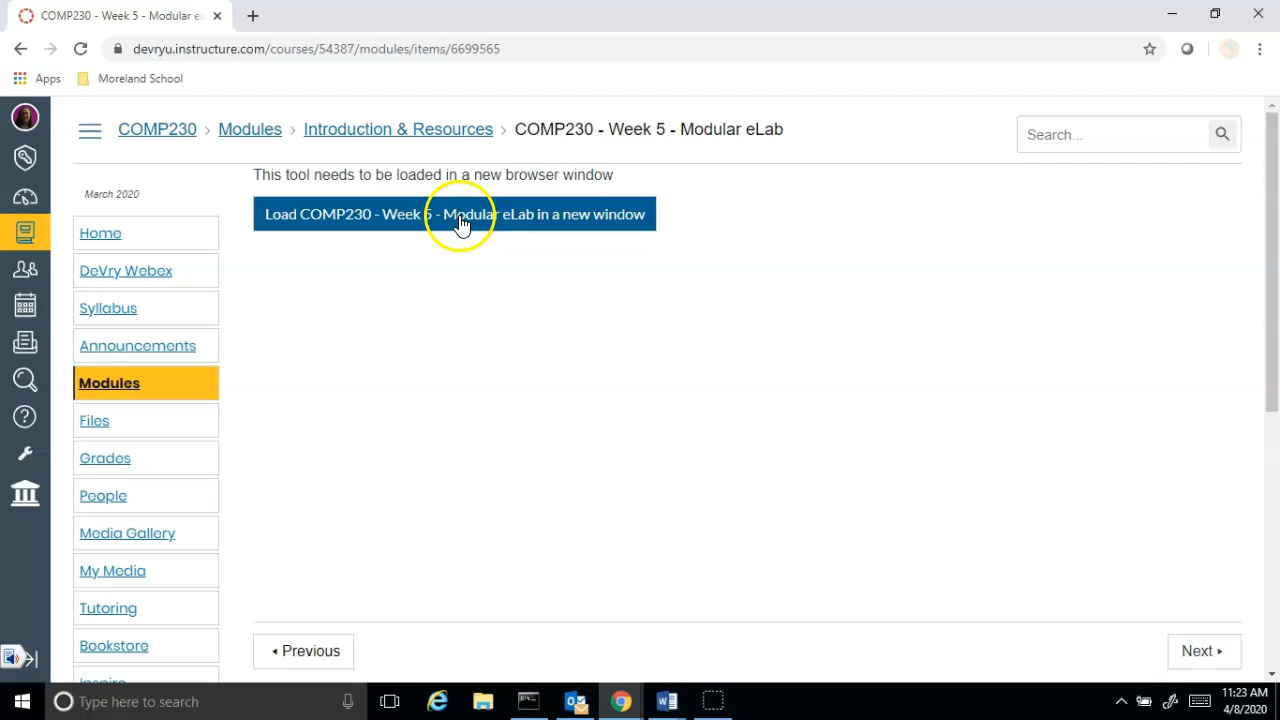 COMP230 - Week 5 - Modular eL
devryu.instructure.com/courses/54387/modules/items/6699565
Apps
Moreland School
COMP230 › Modules › Introduction & Resources › COMP230 - Week 5 - Modular eLab
Search...
This tool needs to be loaded in a new browser window
March 2020
Load COMP230 - Week 5 - Modular eLab in a new window
Home
DeVry Webex
Syllabus
Announcements
Modules
Files
Grades
People
Media Gallery
My Media
Tutoring
Bookstore
Inspire
Previous
Next
Type here to search
11:23 AM
4/8/2020